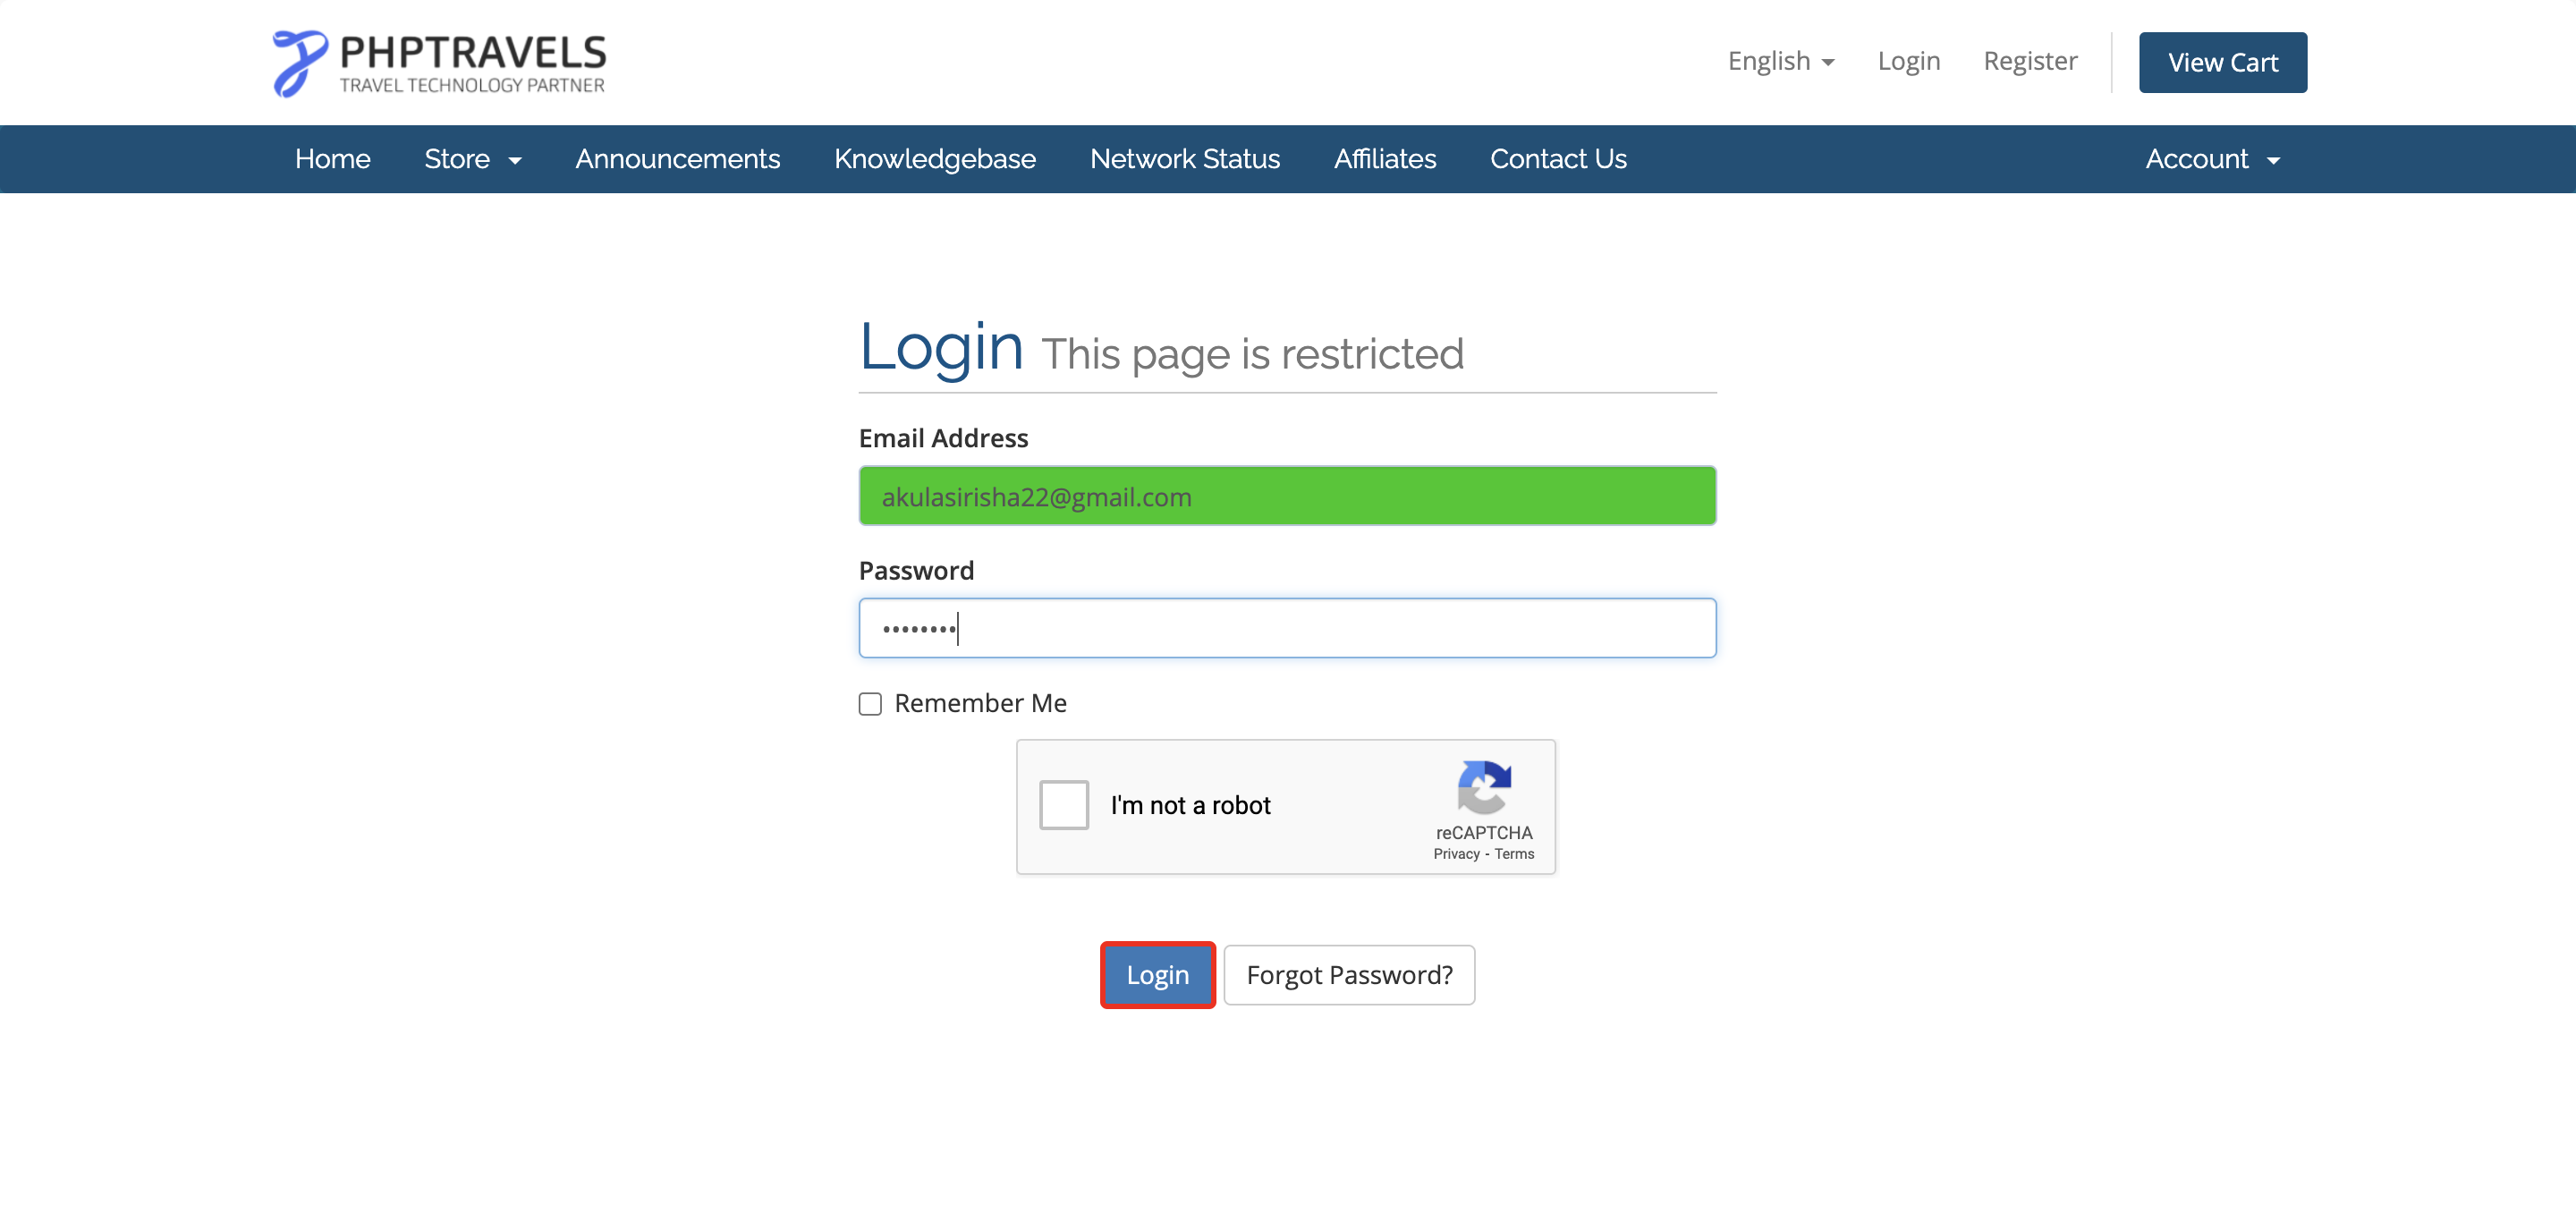 PHPTRAVELS
TRAVEL TECHNOLOGY PARTNER
English Login Register View Cart
Home Store Announcements Knowledgebase Network Status Affiliates Contact Us Account
Login This page is restricted
Email Address
akulasirisha22@gmail.com
Password
••••••••
Remember Me
I'm not a robot
reCAPTCHA
Privacy - Terms
Login Forgot Password?